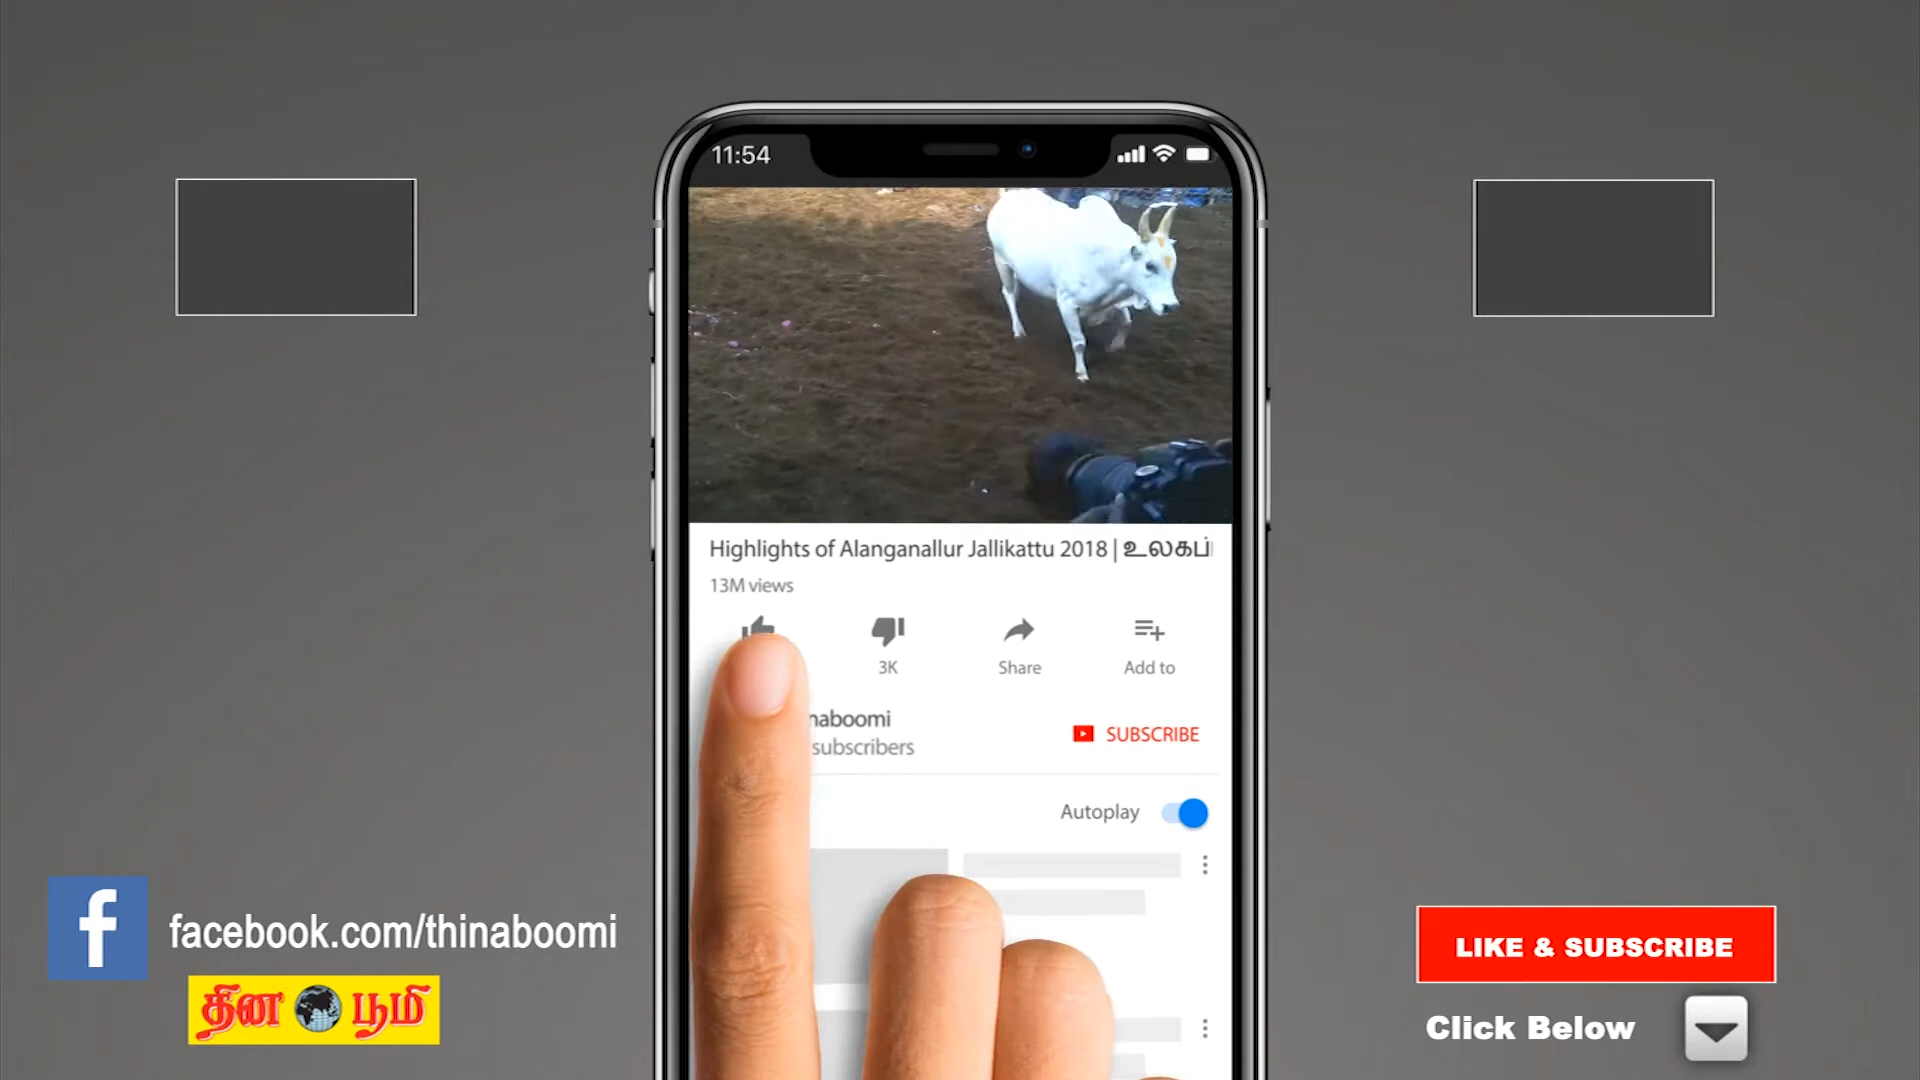 11:54
Highlights of Alanganallur Jallikattu 2018 | உலகப்
13M views
3K
Share
Add to
naboomi
subscribers
SUBSCRIBE
Autoplay
facebook.com/thinaboomi
தின பூமி
LIKE & SUBSCRIBE
Click Below